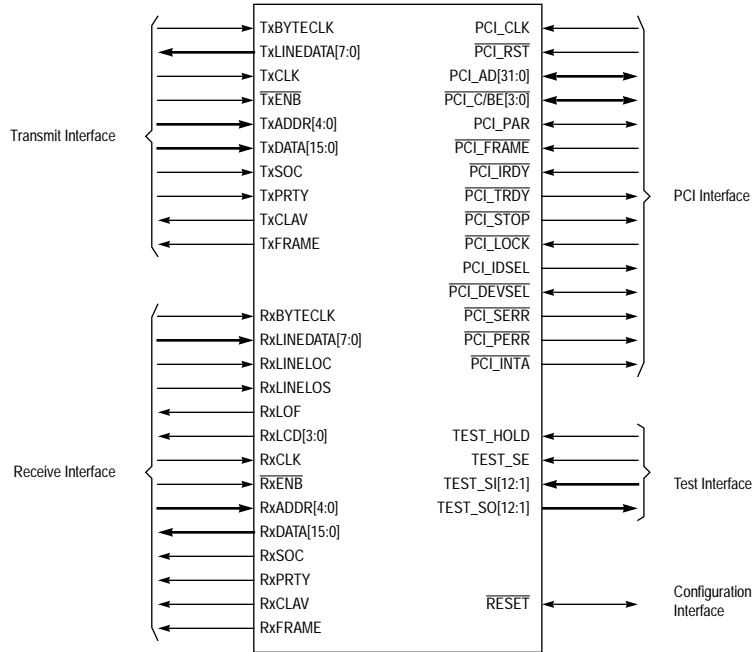 Transmit Interface
TxBYTECLK
TxLINEDATA[7:0]
TxCLK
TxENB
TxADDR[4:0]
TxDATA[15:0]
TxSOC
TxPRTY
TxCLAV
TxFRAME
Receive Interface
RxBYTECLK
RxLINEDATA[7:0]
RxLINELOC
RxLINELOS
RxLOF
RxLCD[3:0]
RxCLK
RxENB
RxADDR[4:0]
RxDATA[15:0]
RxSOC
RxPRTY
RxCLAV
RxFRAME
PCI_CLK
PCI_RST
PCI_AD[31:0]
PCI_C/BE[3:0]
PCI_PAR
PCI_FRAME
PCI_IRDY
PCI_TRDY
PCI_STOP
PCI_LOCK
PCI_IDSEL
PCI_DEVSEL
PCI_SERR
PCI_PERR
PCI_INTA
PCI Interface
TEST_HOLD
TEST_SE
TEST_SI[12:1]
TEST_SO[12:1]
Test Interface
RESET
Configuration
Interface